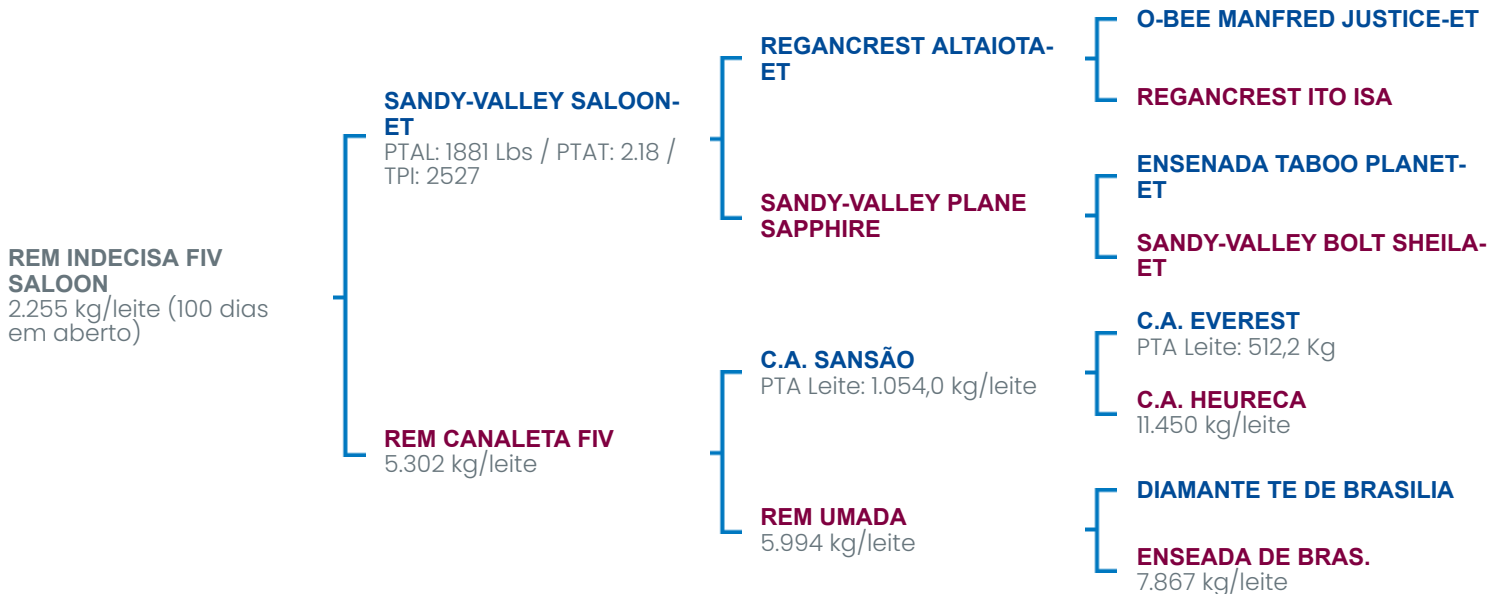 REM INDECISA FIV
SALOON
2.255 kg/leite (100 dias
em aberto)
SANDY-VALLEY SALOON-
ET
PTAL: 1881 Lbs / PTAT: 2.18 /
TPI: 2527
REM CANALETA FIV
5.302 kg/leite
REGANCREST ALTAIOTA-
ET
SANDY-VALLEY PLANE
SAPPHIRE
C.A. SANSÃO
PTA Leite: 1.054,0 kg/leite
REM UMADA
5.994 kg/leite
O-BEE MANFRED JUSTICE-ET
REGANCREST ITO ISA
ENSENADA TABOO PLANET-
ET
SANDY-VALLEY BOLT SHEILA-
ET
C.A. EVEREST
PTA Leite: 512,2 Kg
C.A. HEURECA
11.450 kg/leite
DIAMANTE TE DE BRASILIA
ENSEADA DE BRAS.
7.867 kg/leite